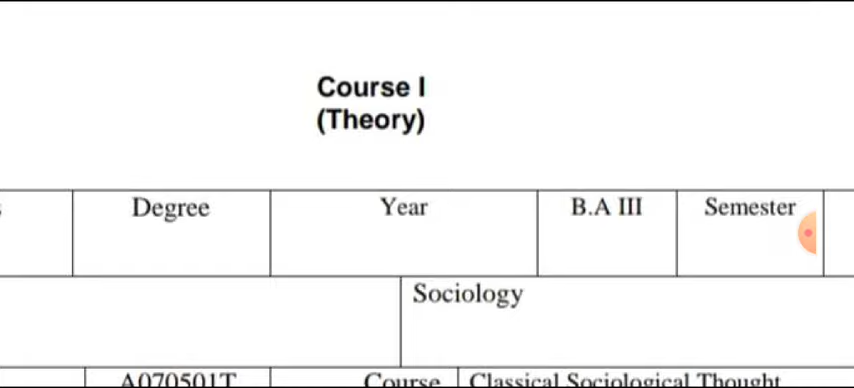 Course I
(Theory)
Degree Year B.A III Semester
Sociology
A070501T Course Classical Sociological Thought